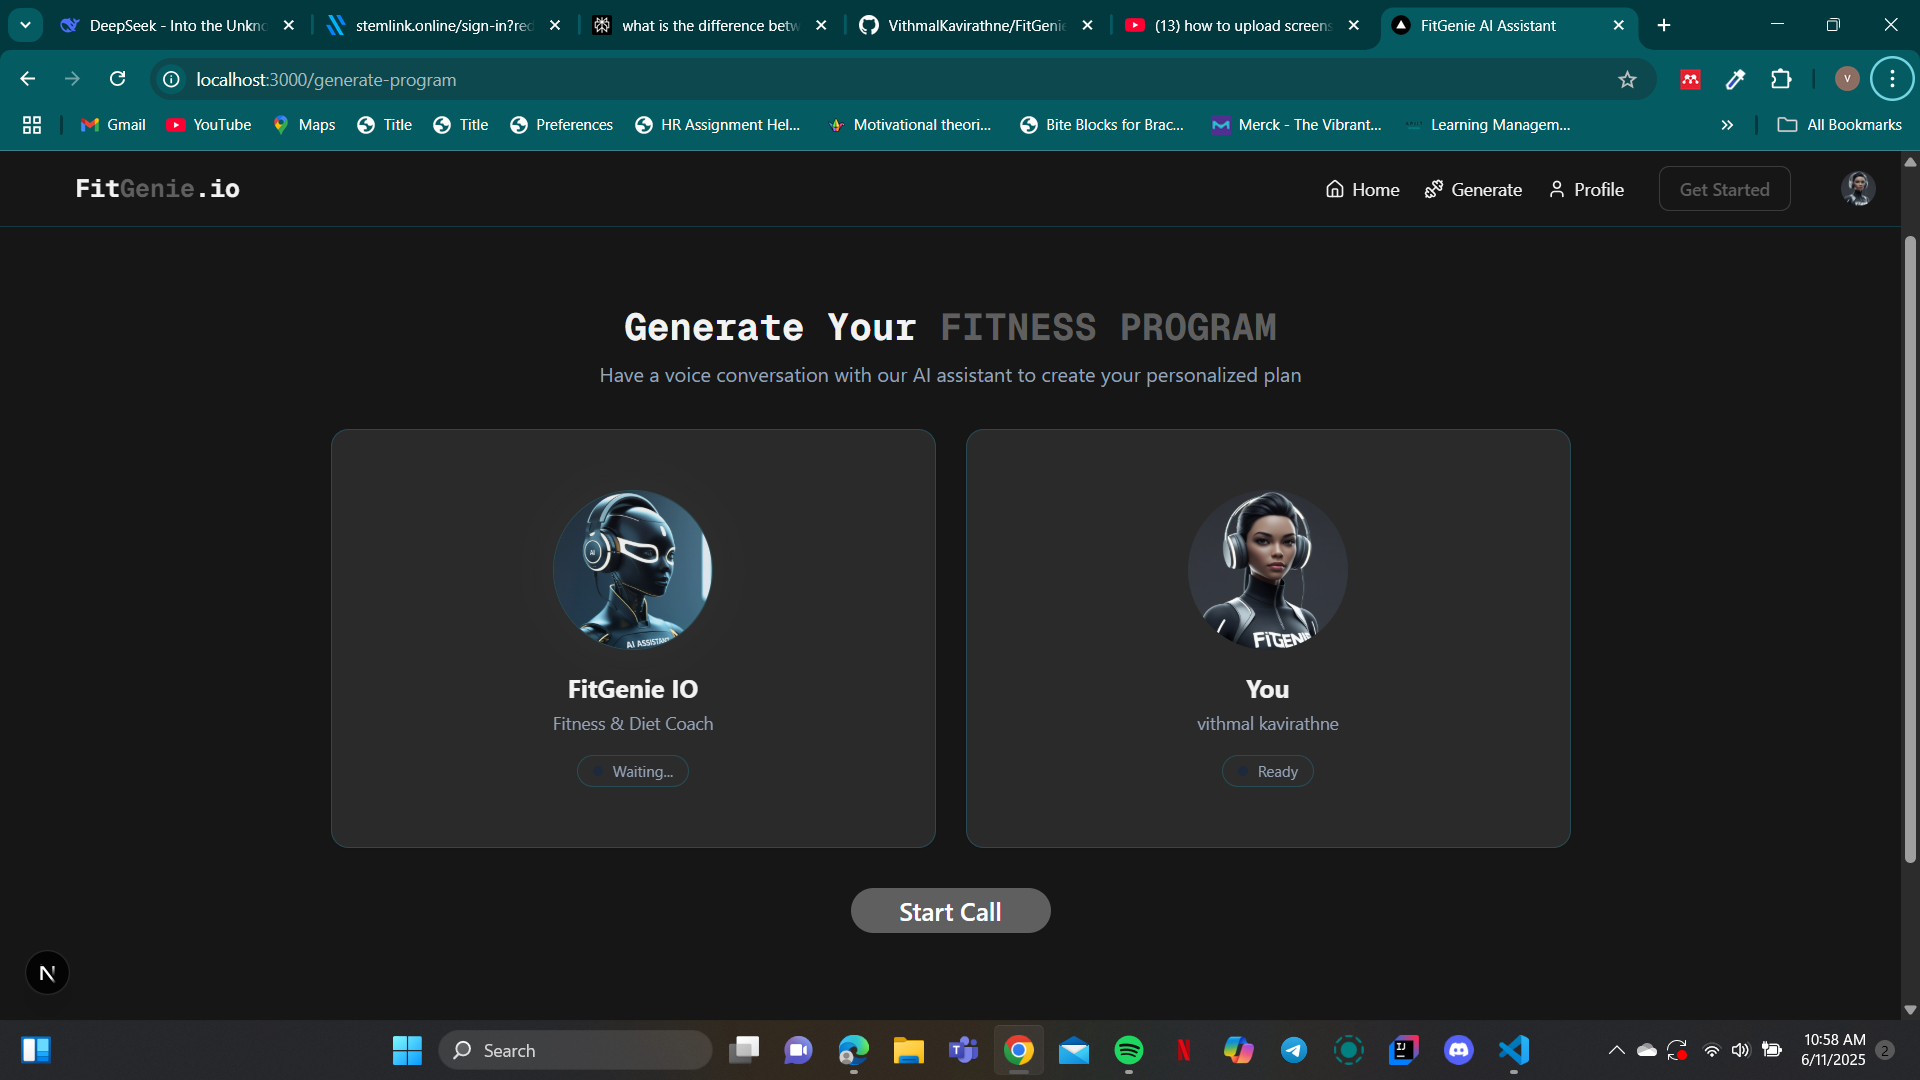 DeepSeek - Into the Unkno
stemlink.online/sign-in?red
what is the difference betw
VithmalKavirathne/FitGenie
(13) how to upload screens
FitGenie AI Assistant
localhost:3000/generate-program
V
Gmail
YouTube
Maps
Title
Title
Preferences
HR Assignment Hel...
Motivational theori...
Bite Blocks for Brac...
Merck - The Vibrant...
Learning Managem...
All Bookmarks
FitGenie.io
Home
Generate
Profile
Get Started
Generate Your FITNESS PROGRAM
Have a voice conversation with our AI assistant to create your personalized plan
AI
AI ASSISTANT
FiTGENIE
FitGenie IO
Fitness & Diet Coach
Waiting...
You
vithmal kavirathne
Ready
Start Call
N
Search
10:58 AM
6/11/2025
2